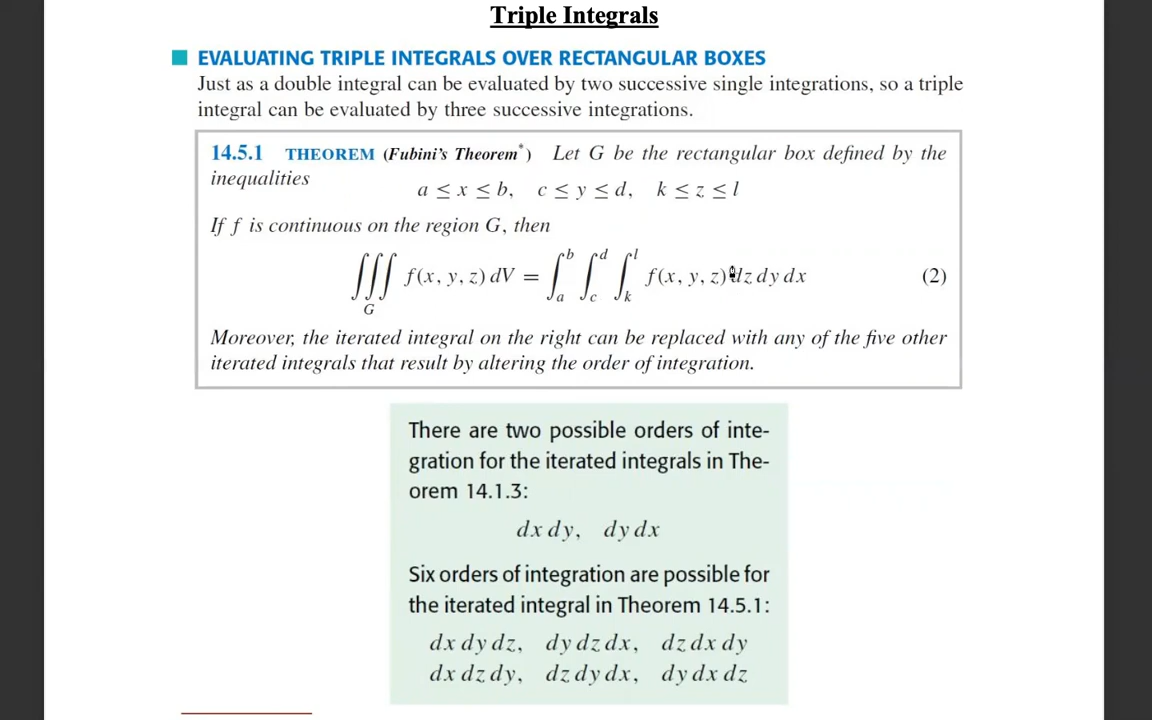 Triple Integrals
EVALUATING TRIPLE INTEGRALS OVER RECTANGULAR BOXES
Just as a double integral can be evaluated by two successive single integrations, so a triple
integral can be evaluated by three successive integrations.
14.5.1 THEOREM (Fubini's Theorem*) Let G be the rectangular box defined by the
inequalities
a ≤ x ≤ b, c ≤ y ≤ d, k ≤ z ≤ l
If f is continuous on the region G, then
∭_G f(x, y, z) dV = ∫_a^b ∫_c^d ∫_k^l f(x, y, z) dz dy dx (2)
Moreover, the iterated integral on the right can be replaced with any of the five other
iterated integrals that result by altering the order of integration.
There are two possible orders of inte-
gration for the iterated integrals in The-
orem 14.1.3:
dx dy, dy dx
Six orders of integration are possible for
the iterated integral in Theorem 14.5.1:
dx dy dz, dy dz dx, dz dx dy
dx dz dy, dz dy dx, dy dx dz